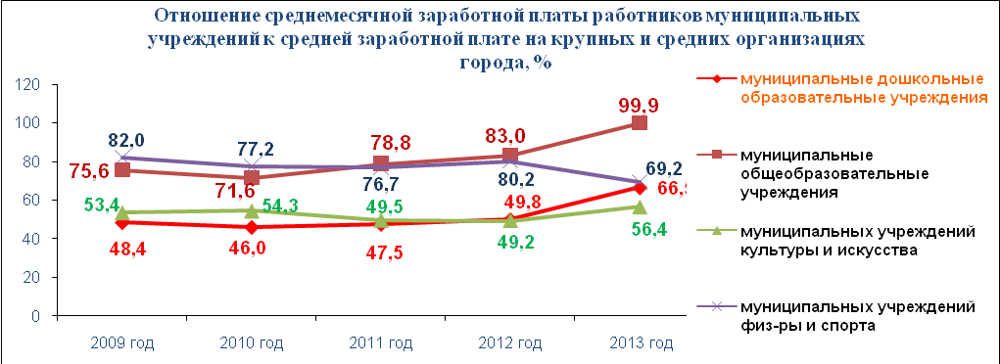 Отношение среднемесячной заработной платы работников муниципальных
учреждений к средней заработной плате на крупных и средних организациях
города, %
120
100
80
60
40
20
0
82,0
77,2
76,7
80,2
69,2
75,6
71,6
78,8
83,0
99,9
53,4
54,3
49,5
49,2
56,4
48,4
46,0
47,5
49,8
2009 год
2010 год
2011 год
2012 год
2013 год
муниципальные дошкольные
образовательные учреждения
муниципальные
общеобразовательные
учреждения
муниципальных учреждений
культуры и искусства
муниципальных учреждений
физ-ры и спорта